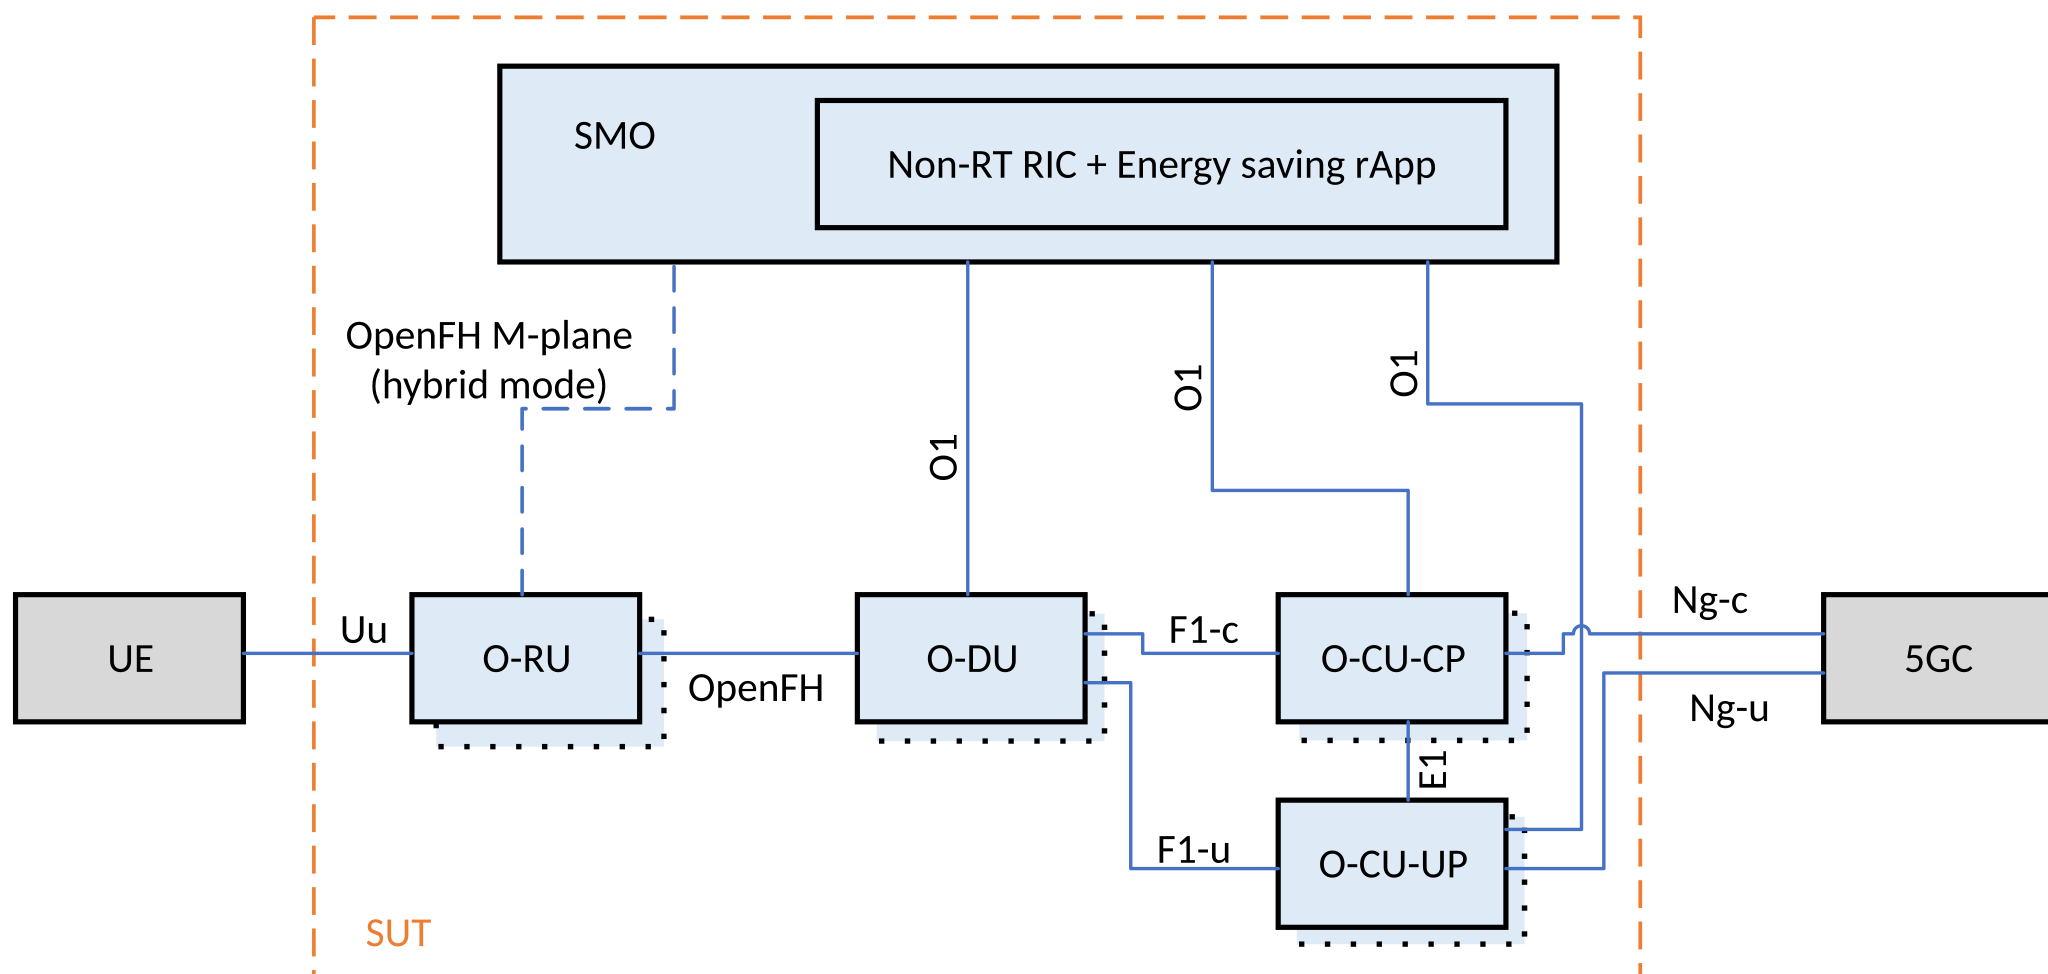 SMO
Non-RT RIC + Energy saving rApp
OpenFH M-plane
(hybrid mode)
O1
O1
O1
UE
Uu
O-RU
OpenFH
O-DU
F1-c
O-CU-CP
Ng-c
5GC
Ng-u
E1
F1-u
O-CU-UP
SUT